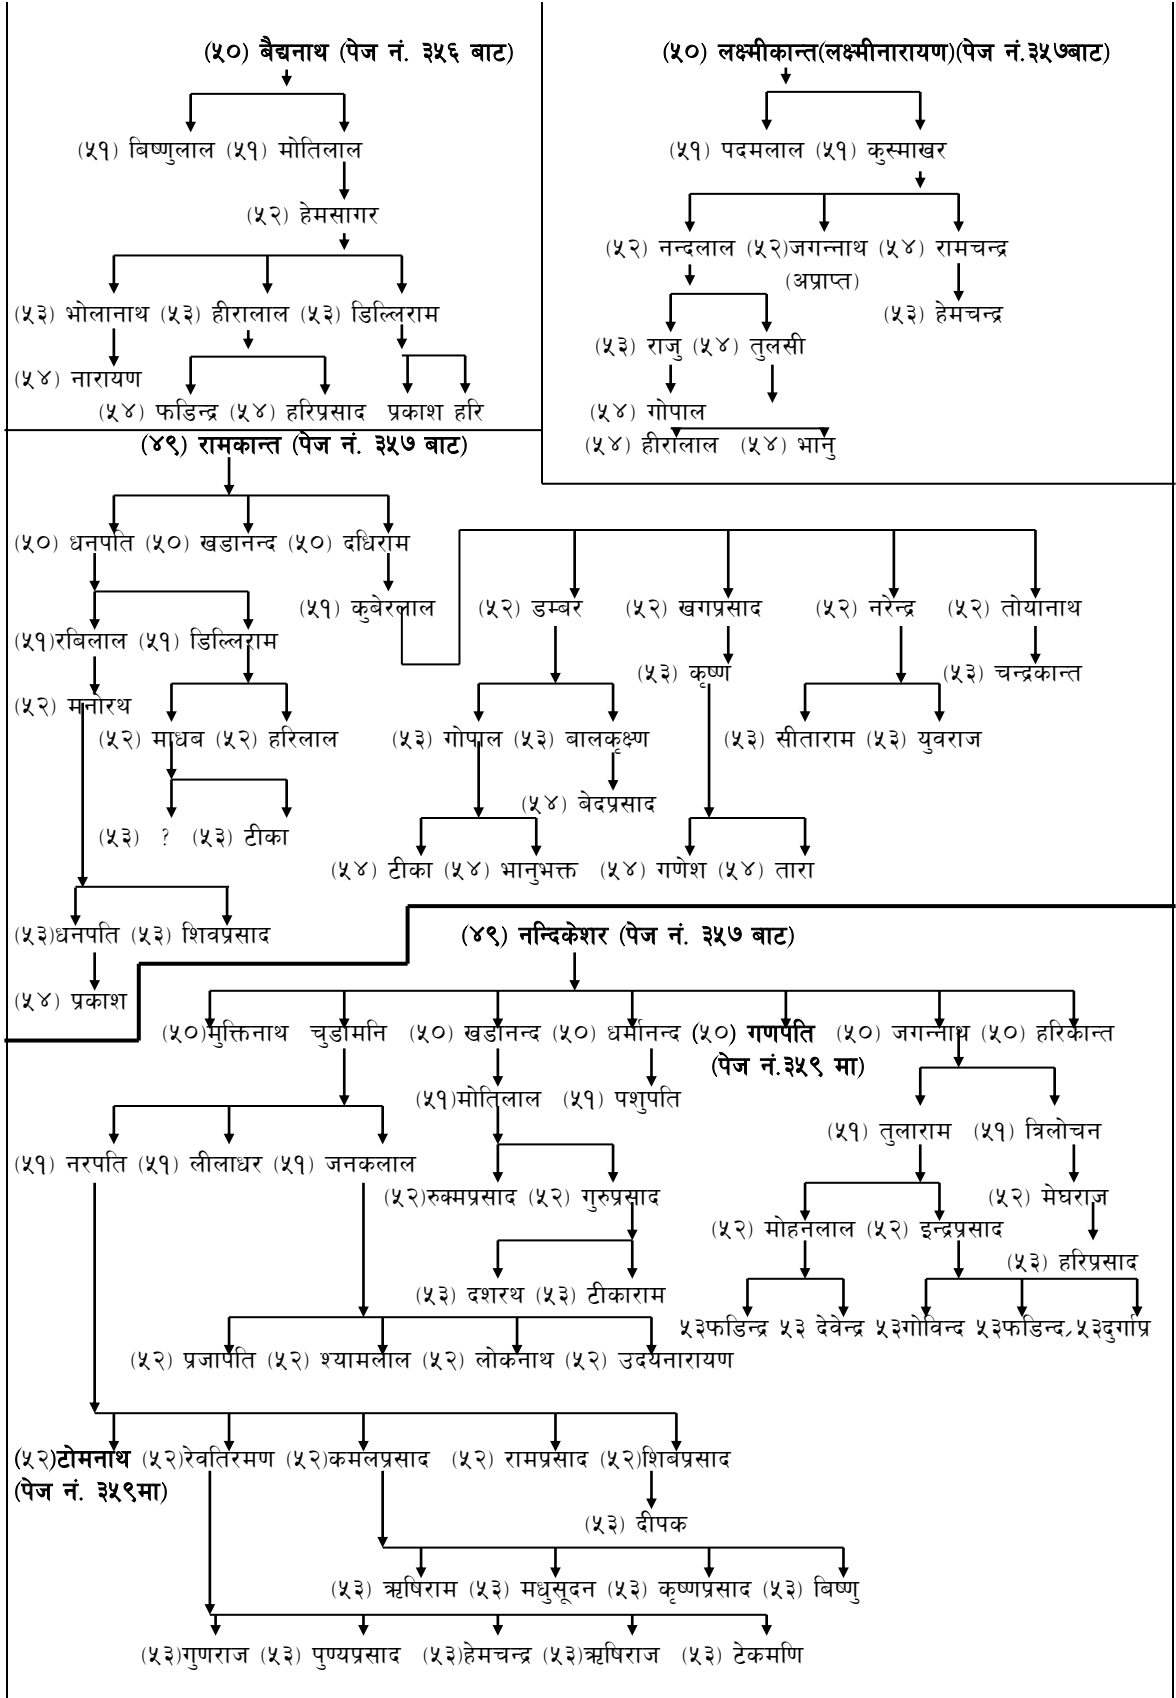 (५०) बैद्यनाथ (पेज नं. ३५६ बाट)
(५१) बिष्णुलाल (५१) मोतिलाल
(५२) हेमसागर
(५३) भोलानाथ (५३) हीरालाल (५३) डिल्लिराम
(५४) नारायण
(५४) फडिन्द्र (५४) हरिप्रसाद प्रकाश हरि
(५०) लक्ष्मीकान्त(लक्ष्मीनारायण)(पेज नं.३५७बाट)
(५१) पदमलाल (५१) कुस्माखर
(५२) नन्दलाल (५२)जगन्नाथ (५४) रामचन्द्र
(अप्राप्त)
(५३) हेमचन्द्र
(५३) राजु (५४) तुलसी
(५४) गोपाल
(५४) हीरालाल (५४) भानु
(४९) रामकान्त (पेज नं. ३५७ बाट)
(५०) धनपति (५०) खडानन्द (५०) दधिराम
(५१) कुबेरलाल (५२) डम्बर (५२) खगप्रसाद (५२) नरेन्द्र (५२) तोयानाथ
(५१)रबिलाल (५१) डिल्लिराम
(५३) कृष्ण (५३) चन्द्रकान्त
(५२) मनोरथ
(५२) माधब (५२) हरिलाल (५३) गोपाल (५३) बालकृक्ष्ण (५३) सीताराम (५३) युवराज
(५४) बेदप्रसाद
(५३) ? (५३) टीका
(५४) टीका (५४) भानुभक्त (५४) गणेश (५४) तारा
(५३)धनपति (५३) शिवप्रसाद
(५४) प्रकाश
(४९) नन्दिकेशर (पेज नं. ३५७ बाट)
(५०)मुक्तिनाथ चुडामनि (५०) खडानन्द (५०) धर्मानन्द (५०) गणपति (५०) जगन्नाथ (५०) हरिकान्त
(पेज नं.३५९ मा)
(५१)मोतिलाल (५१) पशुपति
(५१) तुलाराम (५१) त्रिलोचन
(५१) नरपति (५१) लीलाधर (५१) जनकलाल
(५२)रुक्मप्रसाद (५२) गुरुप्रसाद (५२) मेघराज
(५२) मोहनलाल (५२) इन्द्रप्रसाद
(५३) हरिप्रसाद
(५३) दशरथ (५३) टीकाराम
५३फडिन्द्र ५३ देवेन्द्र ५३गोविन्द ५३फडिन्द,५३दुर्गाप्र
(५२) प्रजापति (५२) श्यामलाल (५२) लोकनाथ (५२) उदयनारायण
(५२)टोमनाथ (५२)रेवतिरमण (५२)कमलप्रसाद (५२) रामप्रसाद (५२)शिबप्रसाद
(पेज नं. ३५९मा)
(५३) दीपक
(५३) ऋषिराम (५३) मधुसूदन (५३) कृष्णप्रसाद (५३) बिष्णु
(५३)गुणराज (५३) पुण्यप्रसाद (५३)हेमचन्द्र (५३)ऋषिराज (५३) टेकमणि